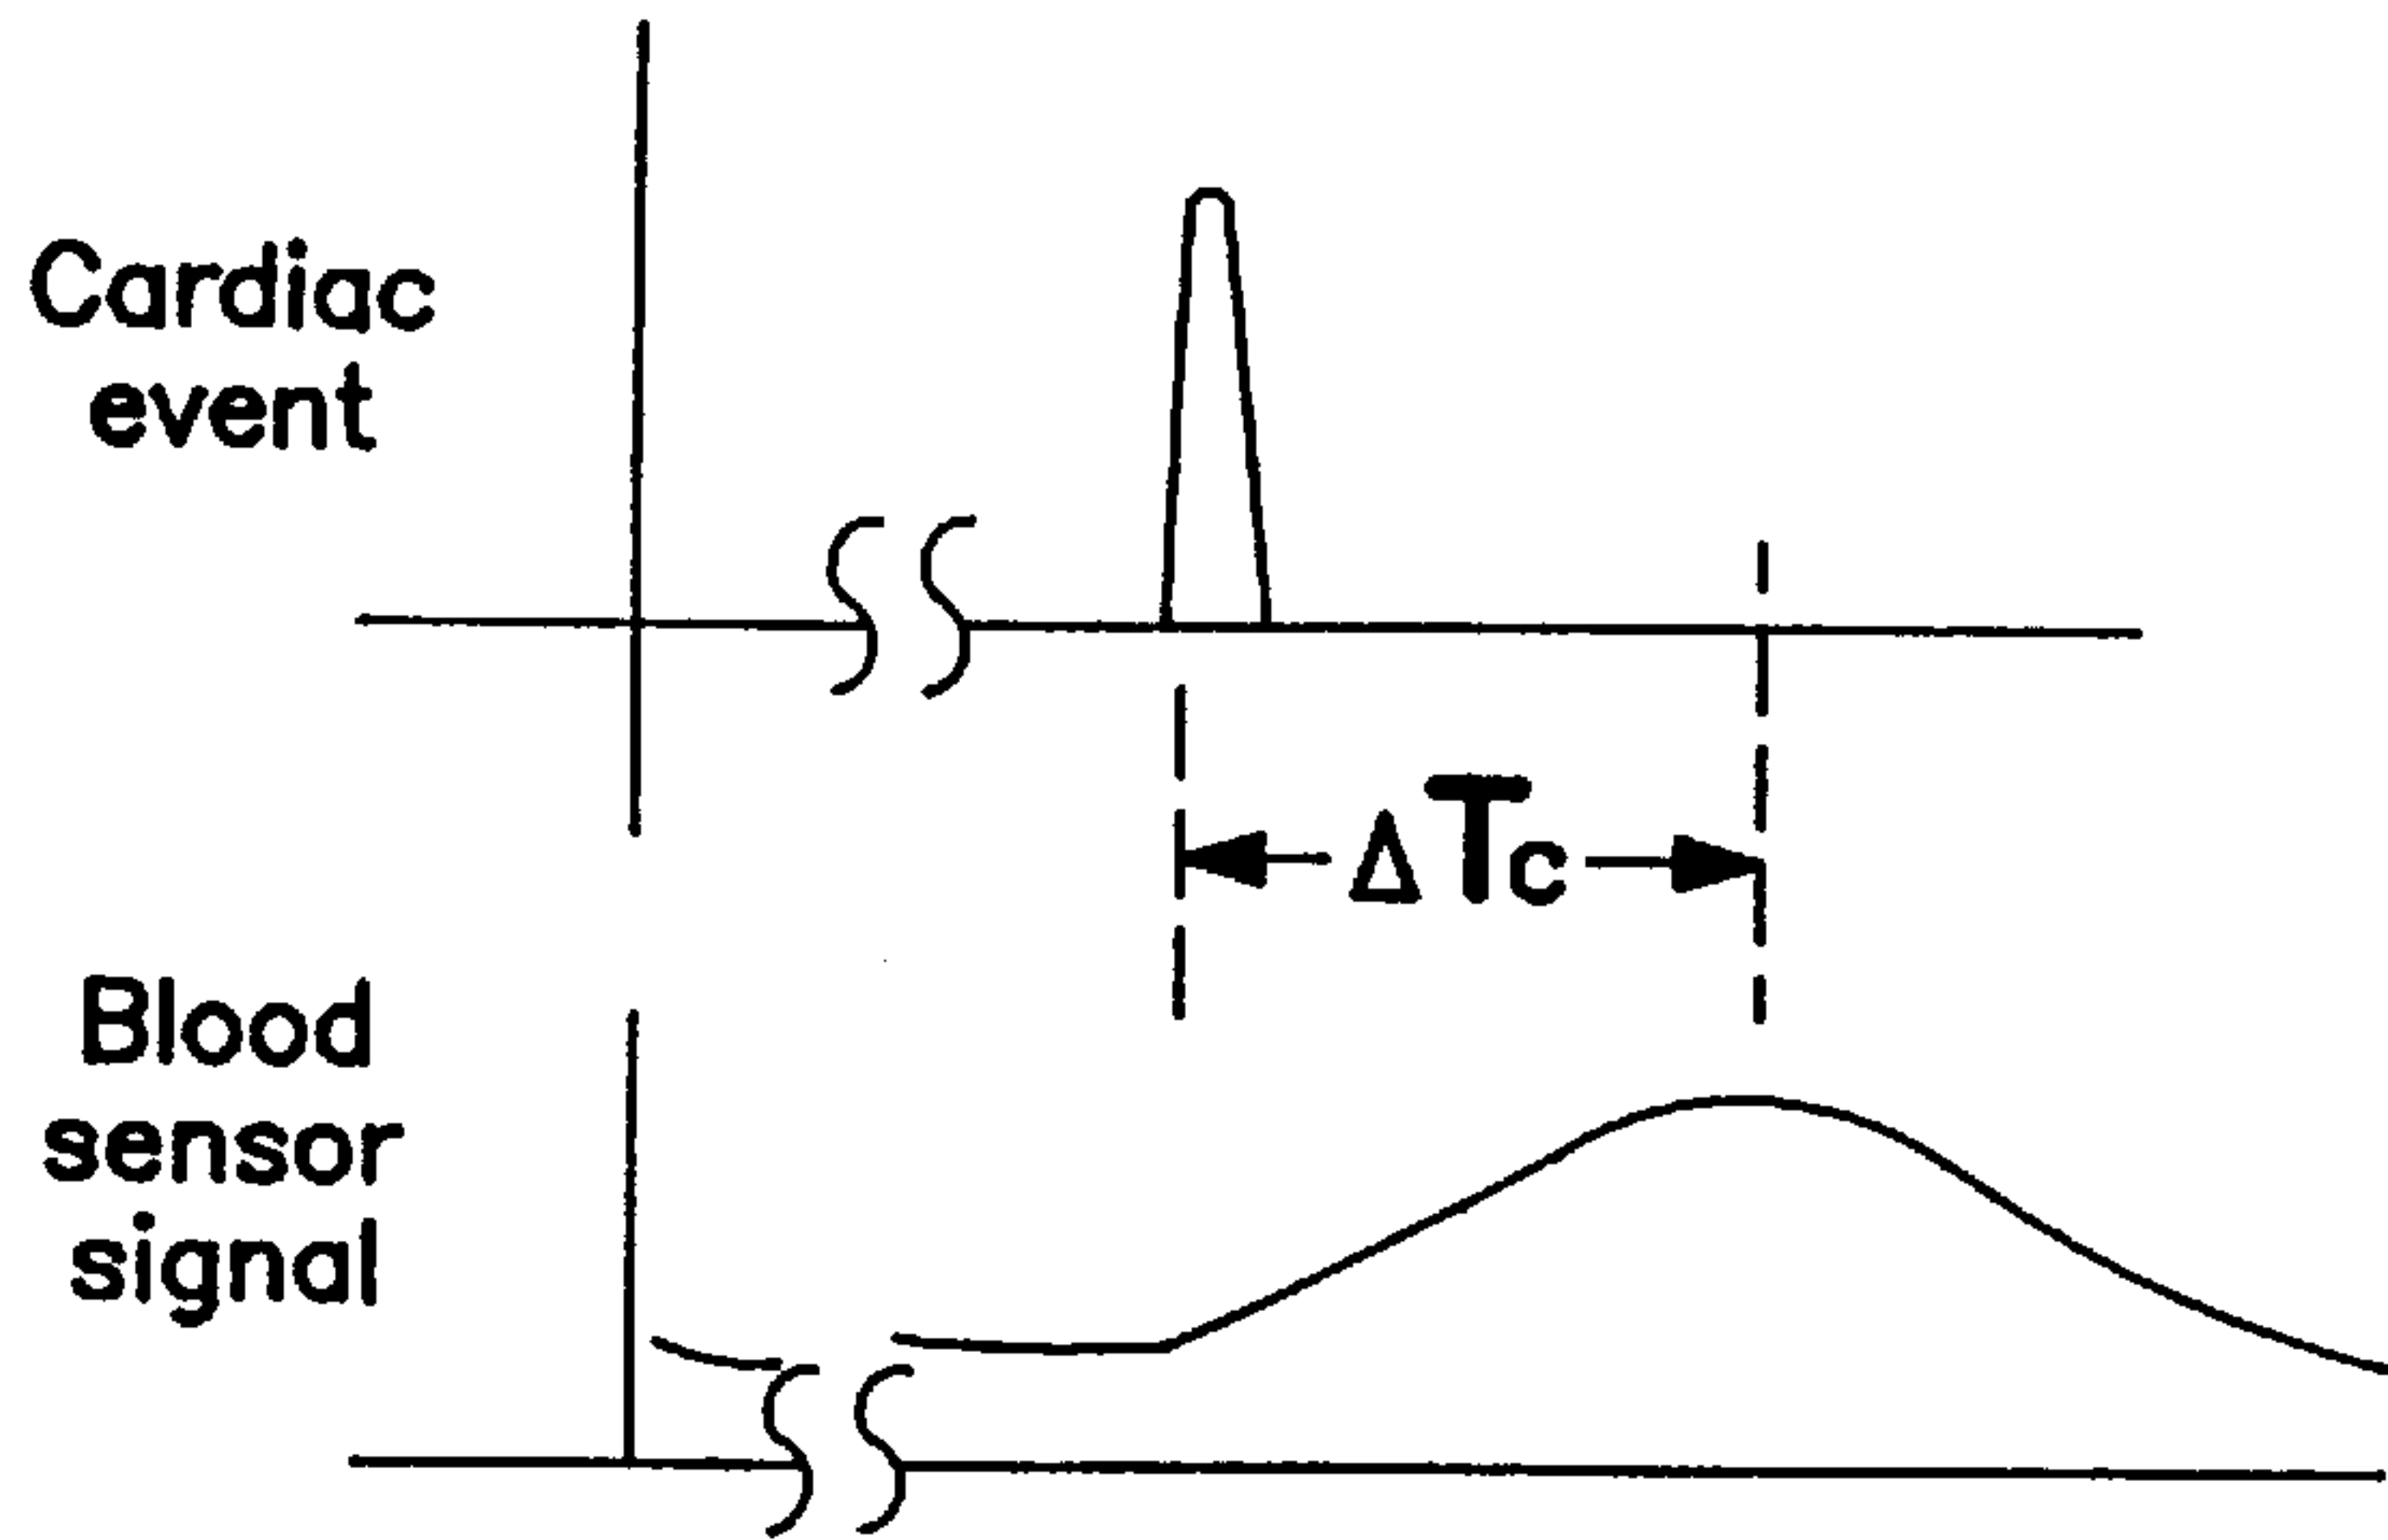 Cardiac
event
ΔTc
Blood
sensor
signal